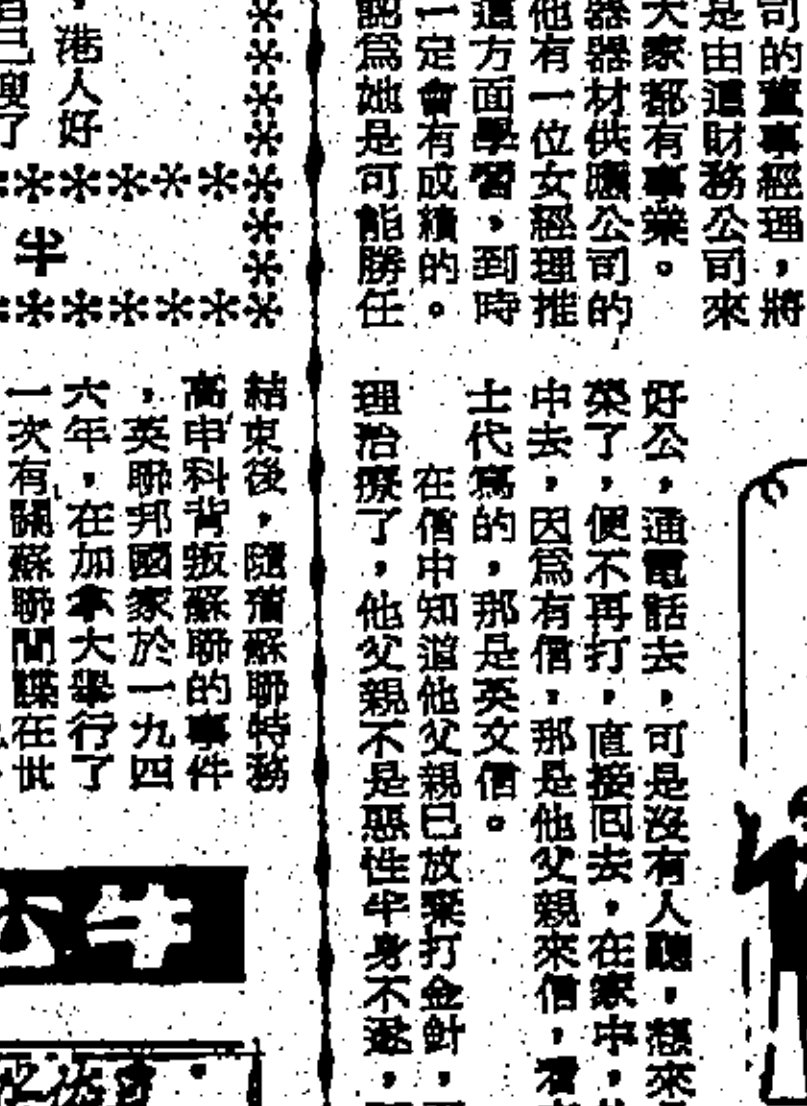 司的董事經理，將
是由這財務公司來
大家都有事業。
器器材供應公司的
他有一位女經理推
這方面學習，到時
一定會有成績的。
認爲她是可能勝任
好公，通電話去，可是沒有人聽，想來
樂了，便不再打，直接回去，在家中，
中去，因爲有信，那是他父親來信，看
士代寫的，那是英文信。
在信中知道他父親已放棄打金針，
理治療了，他父親不是惡性半身不遂，
，港人好
自己嗖了
半
結束後，隨着蘇聯特務
高申科背叛蘇聯的事件
，英聯邦國家於一九四
六年，在加拿大舉行了
一次有關蘇聯間諜在世
牛
公